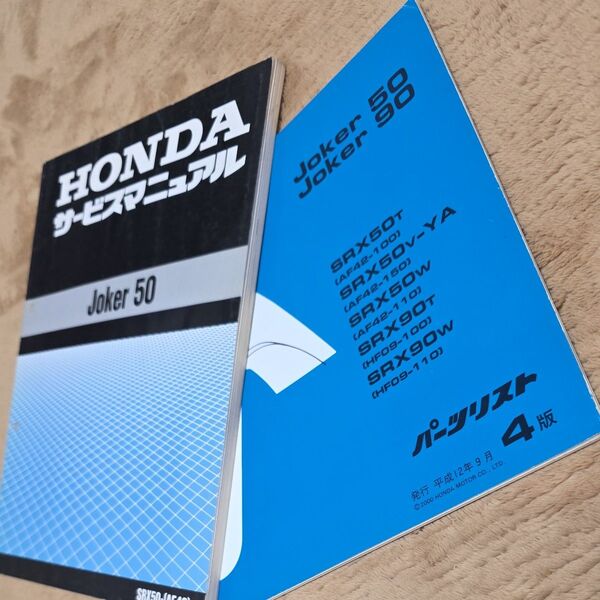 HONDA
サービスマニュアル
Joker 50
SRX50-(AF42)
Joker 50
Joker 90
SRX50T
(AF42-100)
SRX50V-YA
(AF42-150)
SRX50W
(AF42-110)
SRX90T
(HF09-100)
SRX90W
(HF09-110)
パーツリスト
4版
発行 平成12年9月
©2000 HONDA MOTOR CO., LTD.